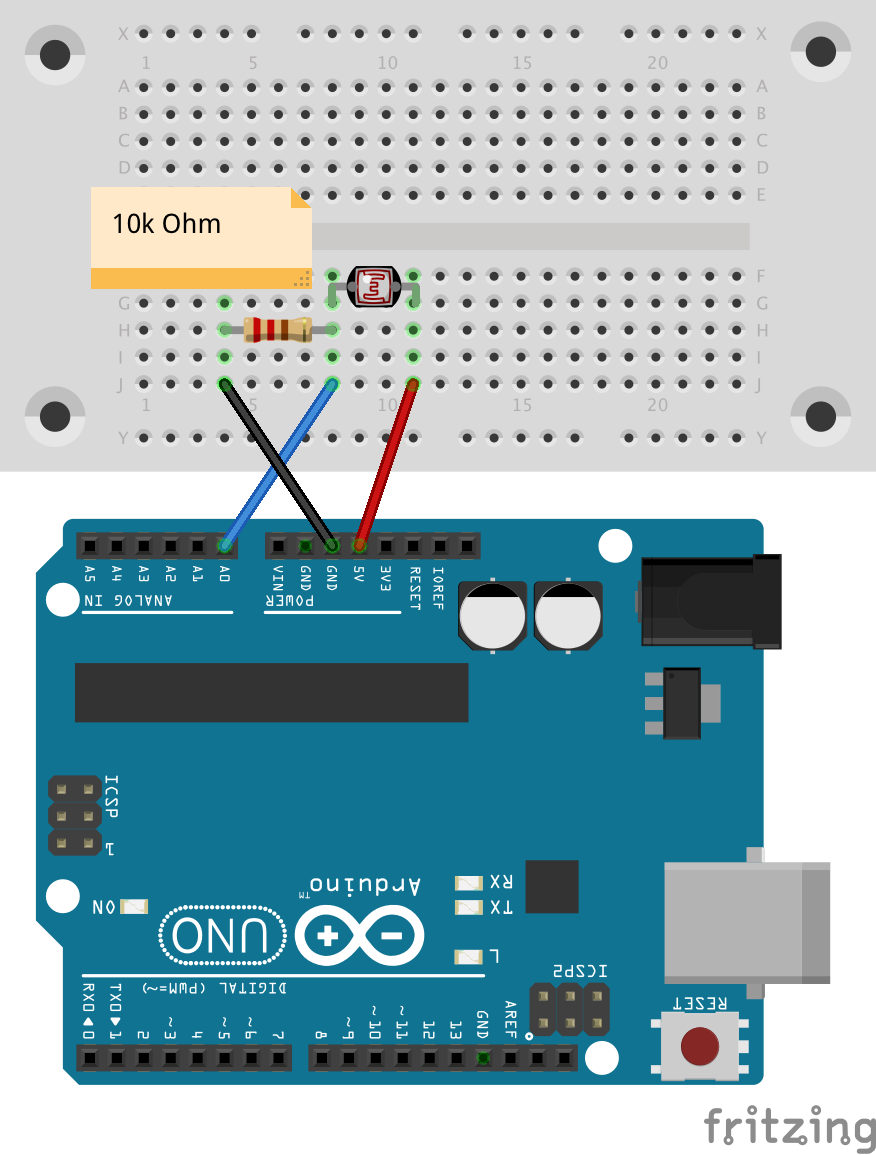 X X
1 5 10 15 20
A A
B B
C C
D D
E
10k Ohm
F
G G
H H
I I
J J
1 5 10 15 20
Y Y
A5 A4 A3 A2 A1 A0 VIN GND GND 5V 3V3 RESET IOREF
ANALOG IN POWER
ICSP
1
Arduino
TM
RX
ON
TX
UNO
L
ICSP2
DIGITAL (PWM=~)
RESET
RX0 TX0
0 1 2 ~3 4 ~5 ~6 7 8 ~9 ~10 ~11 12 13 GND AREF
fritzing